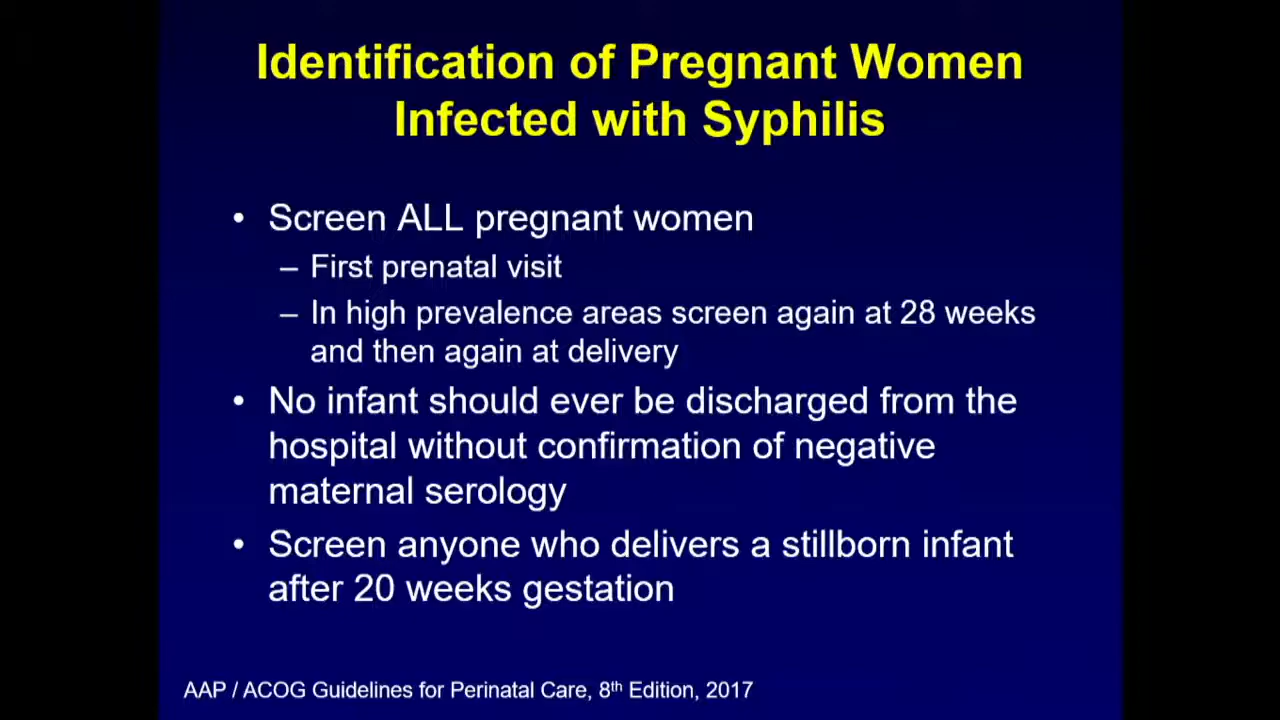 Identification of Pregnant Women
Infected with Syphilis
• Screen ALL pregnant women
– First prenatal visit
– In high prevalence areas screen again at 28 weeks
and then again at delivery
• No infant should ever be discharged from the
hospital without confirmation of negative
maternal serology
• Screen anyone who delivers a stillborn infant
after 20 weeks gestation
AAP / ACOG Guidelines for Perinatal Care, 8th Edition, 2017